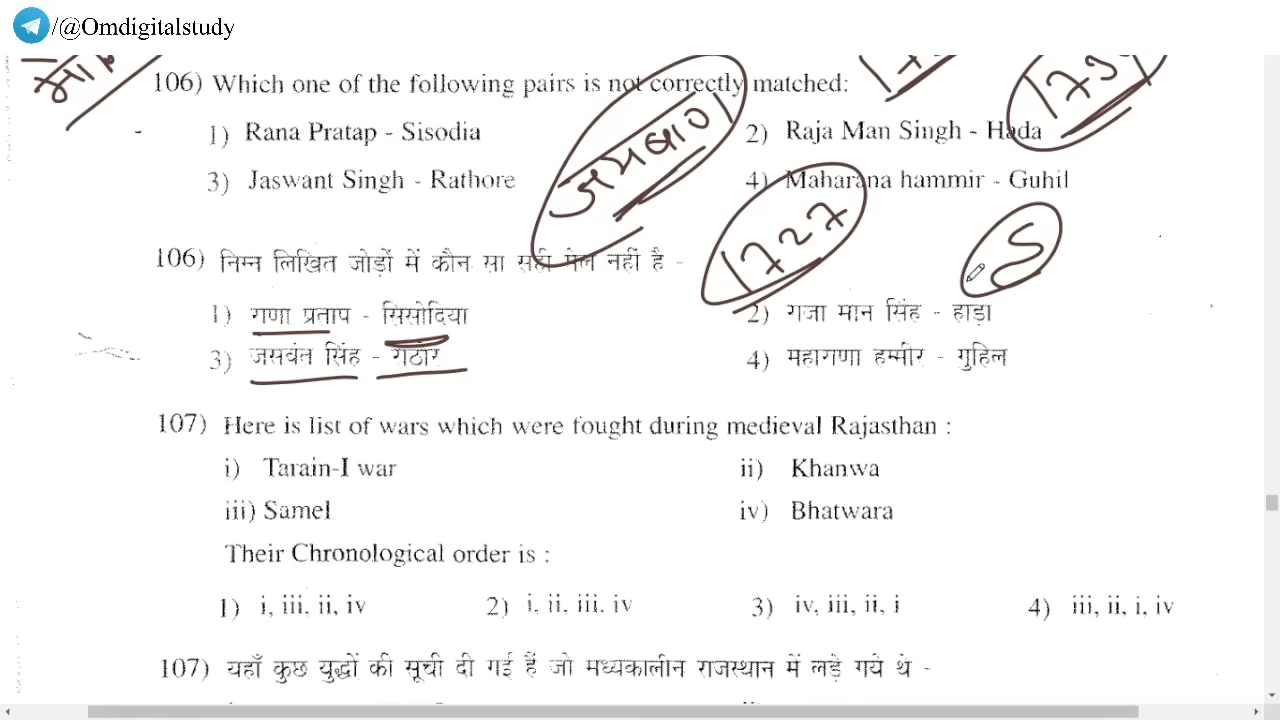 /@Omdigitalstudy
106) Which one of the following pairs is not correctly matched:
1) Rana Pratap - Sisodia 2) Raja Man Singh - Hada
3) Jaswant Singh - Rathore 4) Maharana hammir - Guhil
1727
S
106) निम्न लिखित जोड़ों में कौन सा सही मेल नहीं है -
1) राणा प्रताप - सिसोदिया 2) राजा मान सिंह - हाड़ा
3) जसवंत सिंह - राठौर 4) महाराणा हम्मीर - गुहिल
107) Here is list of wars which were fought during medieval Rajasthan :
i) Tarain-I war ii) Khanwa
iii) Samel iv) Bhatwara
Their Chronological order is :
1) i, iii, ii, iv 2) i, ii, iii, iv 3) iv, iii, ii, i 4) iii, ii, i, iv
107) यहाँ कुछ युद्धों की सूची दी गई हैं जो मध्यकालीन राजस्थान में लड़े गये थे -